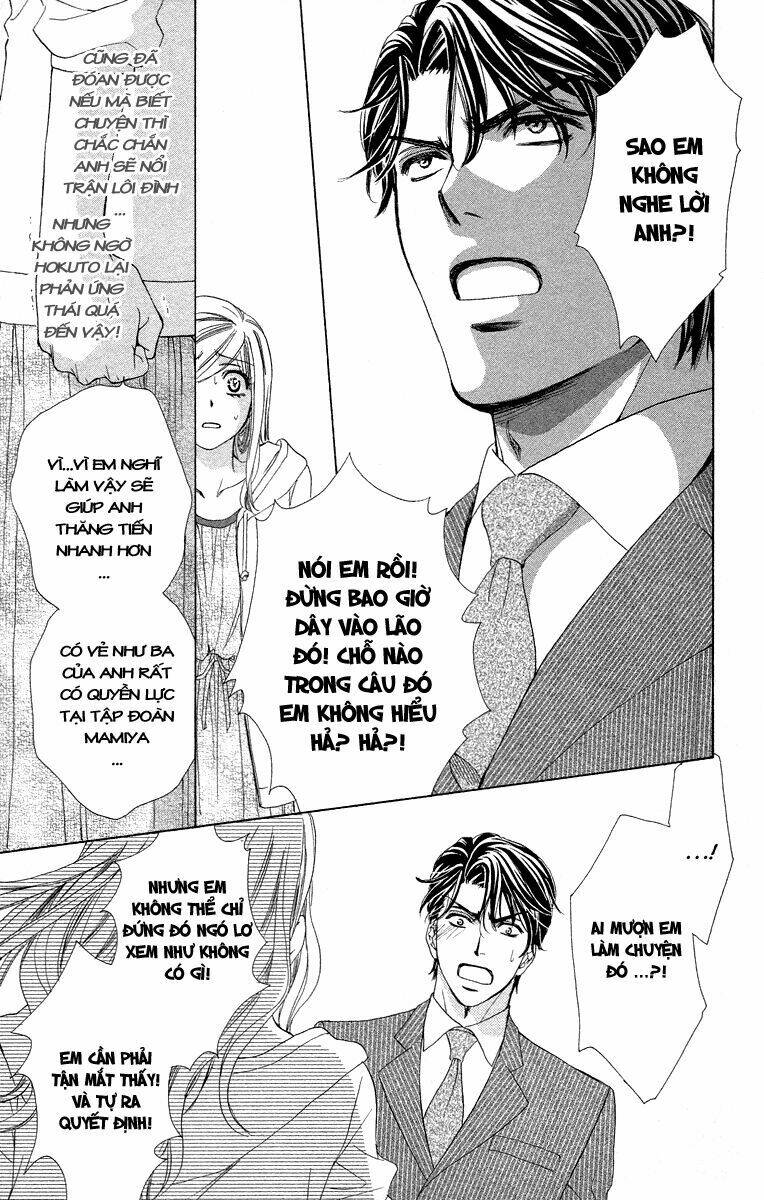 SAO EM
KHÔNG
NGHE LỜI
ANH?!
NÓI EM RỒI!
ĐỪNG BAO GIỜ
DÂY VÀO LÃO
ĐÓ! CHỖ NÀO
TRONG CÂU ĐÓ
EM KHÔNG HIỂU
HẢ? HẢ?!
CŨNG ĐÃ
ĐÓAN ĐƯỢC
NẾU MÀ BIẾT
CHUYỆN THÌ
CHẮC CHẮN
ANH SẼ NỔI
TRẬN LÔI ĐÌNH
...
NHƯNG
KHÔNG NGỜ
HOKUTO LẠI
PHẢN ỨNG
THÁI QUÁ
ĐẾN VẬY!
VÌ...VÌ EM NGHĨ
LÀM VẬY SẼ
GIÚP ANH
THĂNG TIẾN
NHANH HƠN
...
CÓ VẺ NHƯ BA
CỦA ANH RẤT
CÓ QUYỀN LỰC
TẠI TẬP ĐOÀN
MAMIYA
...
...!
AI MƯỢN EM
LÀM CHUYỆN
ĐÓ ...?!
NHƯNG EM
KHÔNG THỂ CHỈ
ĐỨNG ĐÓ NGÓ LƠ
XEM NHƯ KHÔNG
CÓ GÌ!
EM CẦN PHẢI
TẬN MẮT THẤY!
VÀ TỰ RA
QUYẾT ĐỊNH!